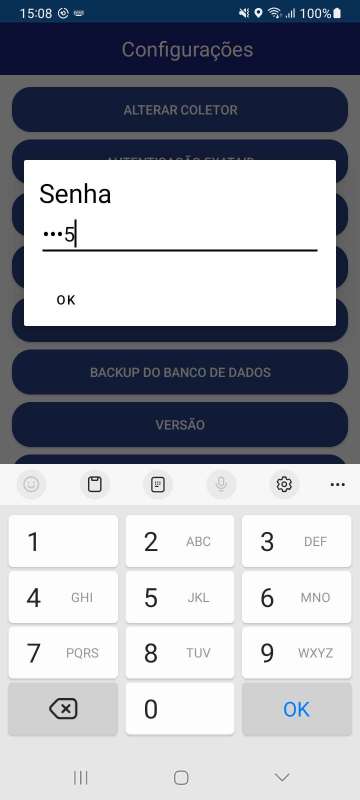 15:08 100%
Configurações
ALTERAR COLETOR
Senha
•••5
OK
BACKUP DO BANCO DE DADOS
VERSÃO
1
2 ABC
3 DEF
4 GHI
5 JKL
6 MNO
7 PQRS
8 TUV
9 WXYZ
0
OK